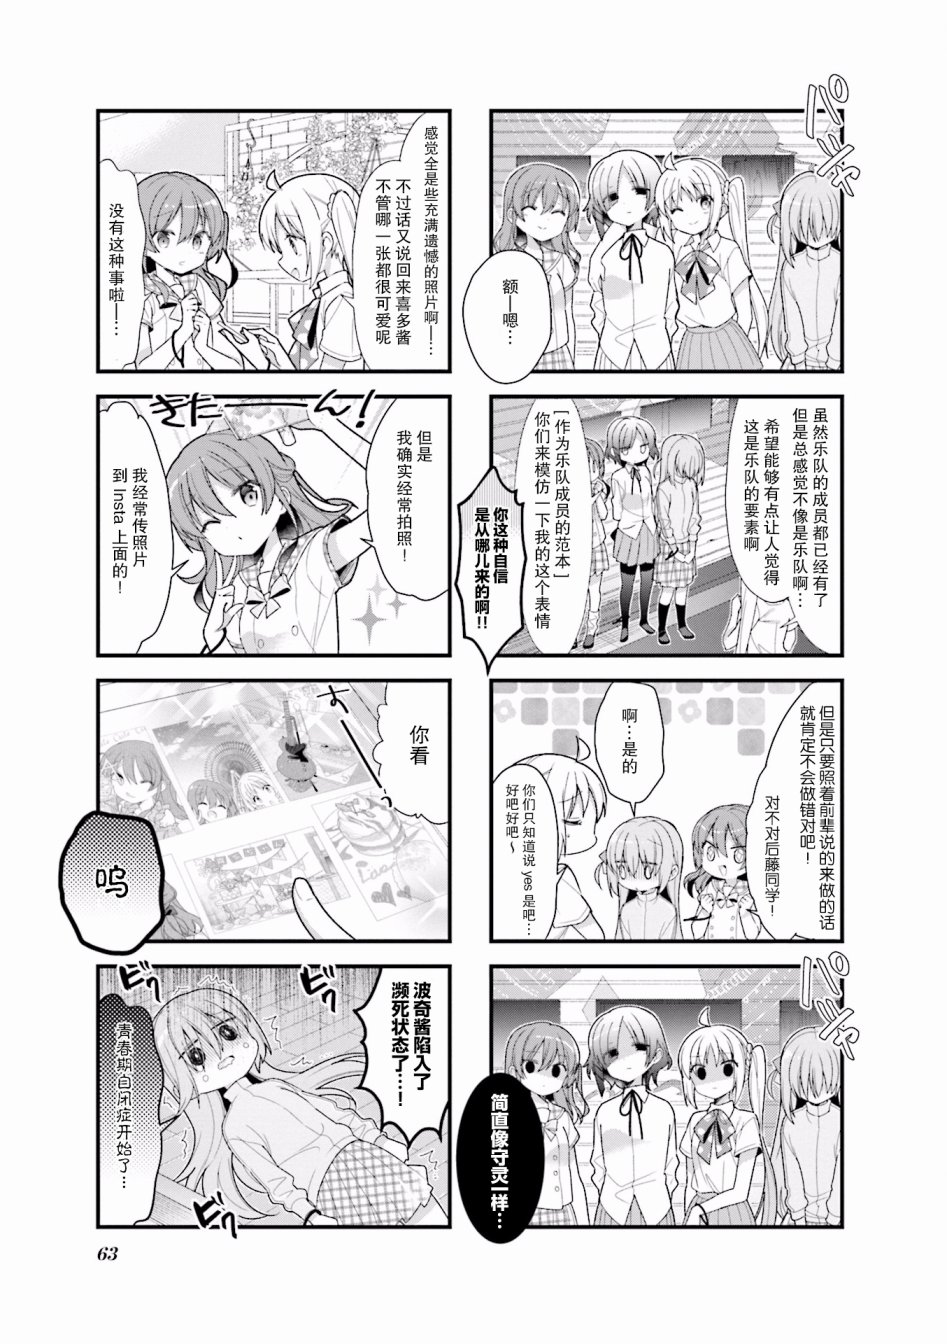 パシャ
额—嗯…
虽然乐队的成员都已经有了
但是总感觉不像是乐队啊…
希望能够有点让人觉得
这是乐队的要素啊
[作为乐队成员的范本]
你们来模仿一下我的这个表情
你这种自信
是从哪儿来的啊!!
但是只要照着前辈说的来做的话
就肯定不会做错对吧！
对不对后藤同学！
啊…是的
你们只知道说 yes 是吧…
好吧好吧～
パシャ
简直像守灵一样…
感觉全是些充满遗憾的照片啊—…
不过话又说回来喜多酱
不管哪一张都很可爱呢
没有这种事啦—…
きたーーん!
但是
我确实经常拍照！
我经常传照片
到 Insta 上面的！
你看
呜
波奇酱陷入了
濒死状态了…!
ビクッ
ビクッ
ビクッ
青春期自闭症开始了…
63